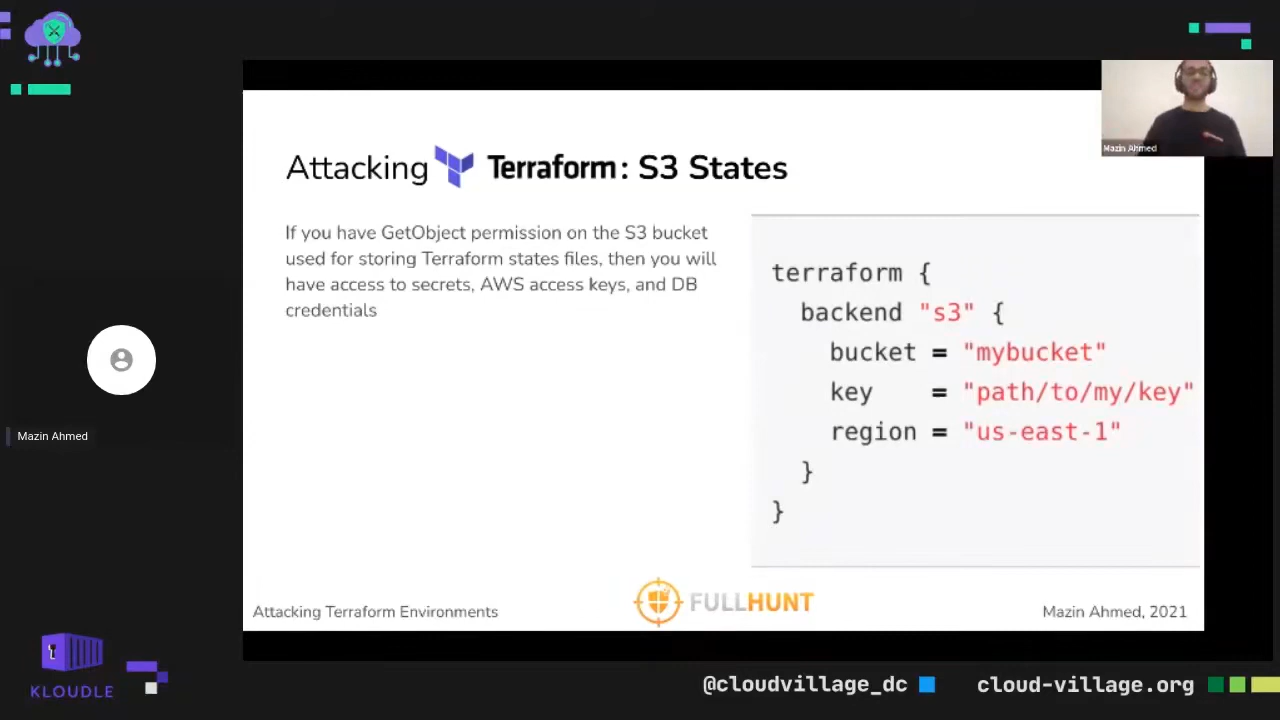 Mazin Ahmed
Attacking Terraform: S3 States
If you have GetObject permission on the S3 bucket
used for storing Terraform states files, then you will
have access to secrets, AWS access keys, and DB
credentials
terraform {
backend "s3" {
bucket = "mybucket"
key = "path/to/my/key"
region = "us-east-1"
}
}
Mazin Ahmed
Attacking Terraform Environments
FULLHUNT
Mazin Ahmed, 2021
KLOUDLE
@cloudvillage_dc
cloud-village.org